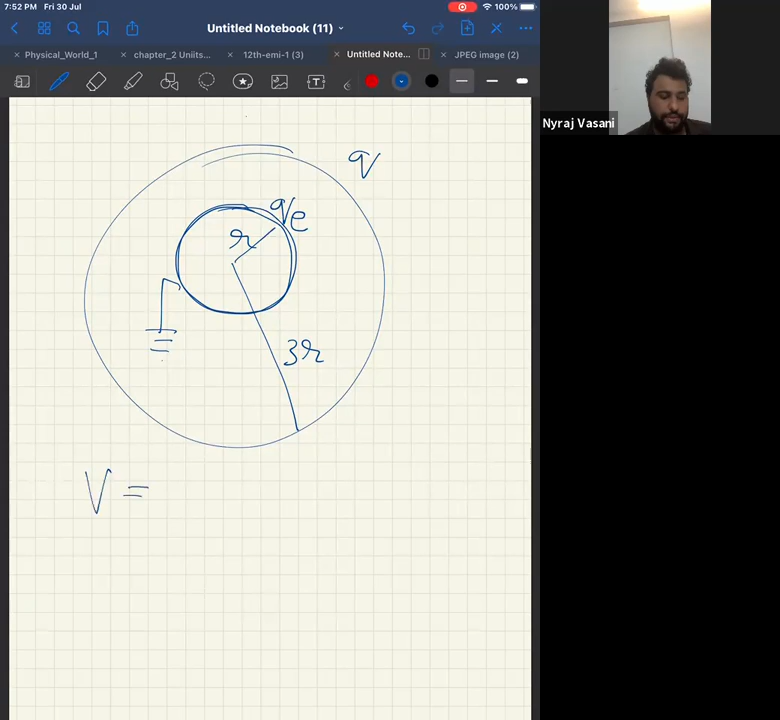 7:52 PM Fri 30 Jul
100%
Untitled Notebook (11)
Physical_World_1
chapter_2 Uniits...
12th-emi-1 (3)
Untitled Note...
JPEG image (2)
T
Nyraj Vasani
q
qe
r
3r
V =